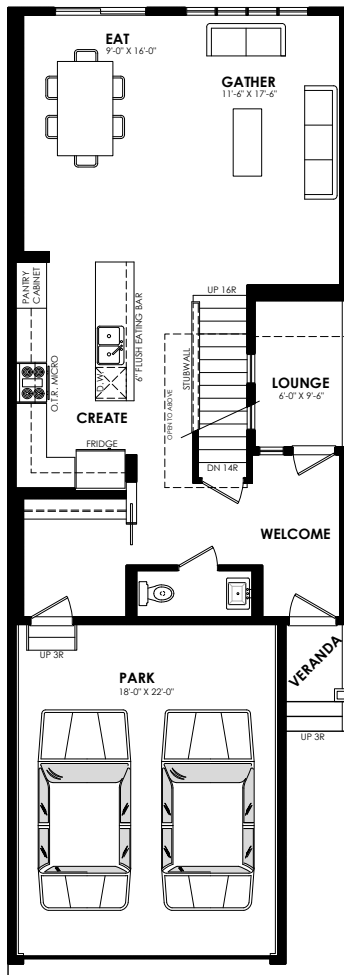 EAT
9'-0" X 16'-0"
GATHER
11'-6" X 17'-6"
PANTRY
CABINET
UP 16R
6" FLUSH EATING BAR
D.W.
O.T.R. MICRO
STUBWALL
OPEN TO ABOVE
LOUNGE
6'-0" X 9'-6"
CREATE
FRIDGE
DN 14R
WELCOME
UP 3R
VERANDA
PARK
18'-0" X 22'-0"
UP 3R